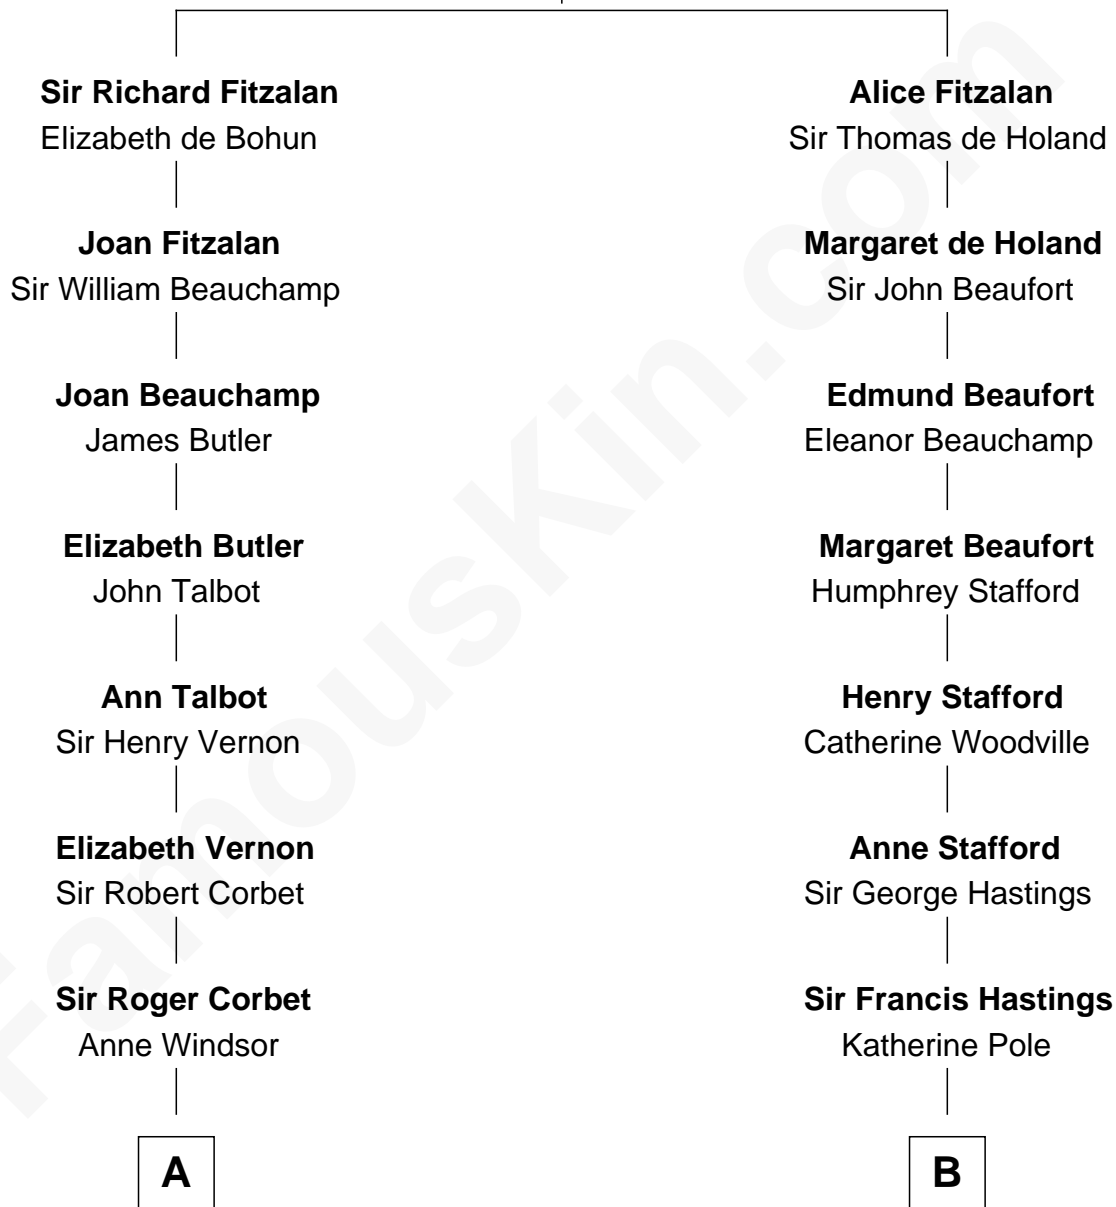 Sir Richard Fitzalan
Elizabeth de Bohun
Joan Fitzalan
Sir William Beauchamp
Joan Beauchamp
James Butler
Elizabeth Butler
John Talbot
Ann Talbot
Sir Henry Vernon
Elizabeth Vernon
Sir Robert Corbet
Sir Roger Corbet
Anne Windsor
A
Alice Fitzalan
Sir Thomas de Holand
Margaret de Holand
Sir John Beaufort
Edmund Beaufort
Eleanor Beauchamp
Margaret Beaufort
Humphrey Stafford
Henry Stafford
Catherine Woodville
Anne Stafford
Sir George Hastings
Sir Francis Hastings
Katherine Pole
B
FamousKin.com